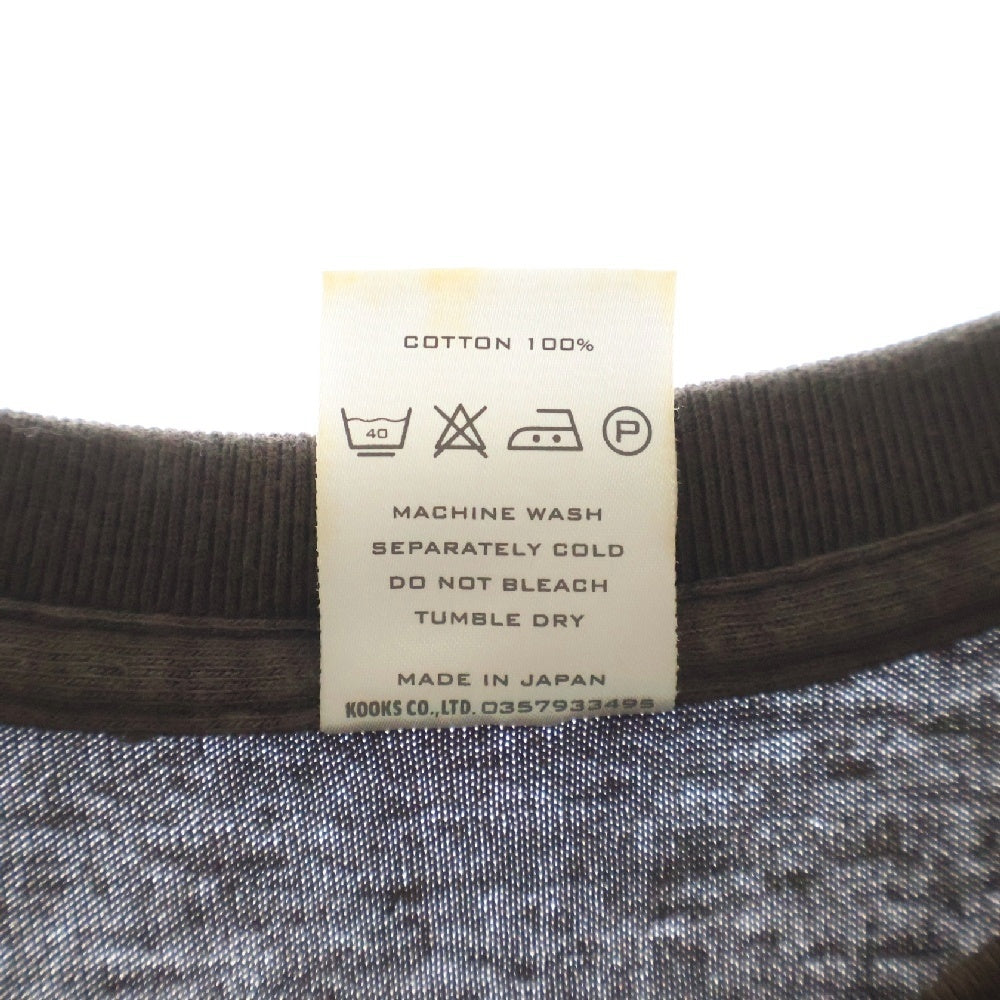 COTTON 100%
40 P
MACHINE WASH
SEPARATELY COLD
DO NOT BLEACH
TUMBLE DRY
MADE IN JAPAN
KOOKS CO.,LTD. 0357933495